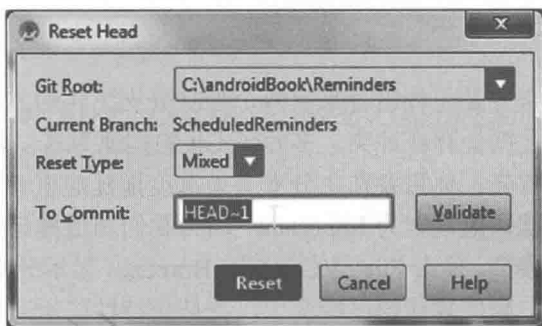 Reset Head
Git Root: C:\androidBook\Reminders
Current Branch: ScheduledReminders
Reset Type: Mixed
To Commit: HEAD~1 Validate
Reset Cancel Help